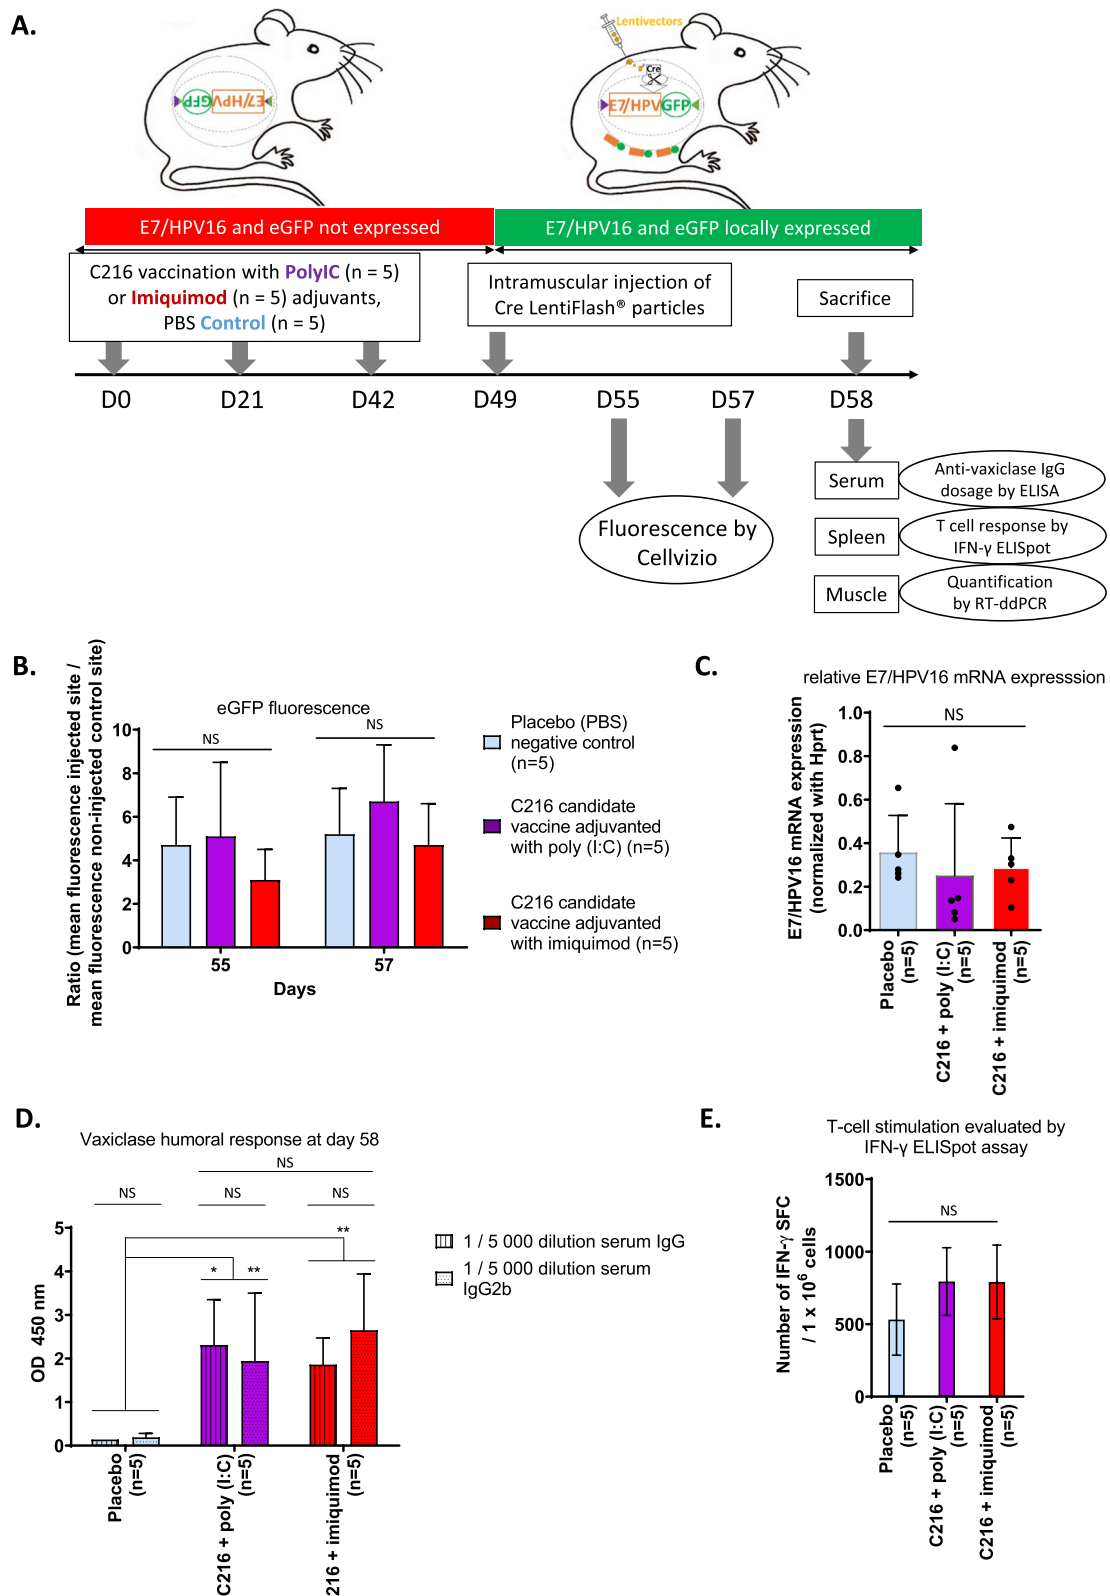 A.
Lentivectors
Cre
E7/HPV
GFP
E7/HPV
GFP
E7/HPV16 and eGFP not expressed
E7/HPV16 and eGFP locally expressed
C216 vaccination with PolyIC (n = 5)
or Imiquimod (n = 5) adjuvants,
PBS Control (n = 5)
Intramuscular injection of
Cre LentiFlash® particles
Sacrifice
D0
D21
D42
D49
D55
D57
D58
Fluorescence by
Cellvizio
Serum
Anti-vaxiclase IgG
dosage by ELISA
Spleen
T cell response by
IFN-γ ELISpot
Muscle
Quantification
by RT-ddPCR
B.
Ratio (mean fluorescence injected site /
mean fluorescence non-injected control site)
eGFP fluorescence
NS
NS
10
8
6
4
2
0
55
57
Days
Placebo (PBS)
negative control
(n=5)
C216 candidate
vaccine adjuvanted
with poly (I:C) (n=5)
C216 candidate
vaccine adjuvanted
with imiquimod (n=5)
C.
relative E7/HPV16 mRNA expresssion
E7/HPV16 mRNA expression
(normalized with Hprt)
NS
1.0
0.8
0.6
0.4
0.2
0.0
Placebo
(n=5)
C216 + poly (I:C)
(n=5)
C216 + imiquimod
(n=5)
D.
Vaxiclase humoral response at day 58
NS
NS
NS
NS
**
*
**
OD 450 nm
5
4
3
2
1
0
Placebo
(n=5)
C216 + poly (I:C)
(n=5)
216 + imiquimod
(n=5)
1 / 5 000 dilution serum IgG
1 / 5 000 dilution serum
IgG2b
E.
T-cell stimulation evaluated by
IFN-γ ELISpot assay
Number of IFN-γ SFC
/ 1 x 10⁶ cells
NS
1500
1000
500
0
Placebo
(n=5)
C216 + poly (I:C)
(n=5)
C216 + imiquimod
(n=5)